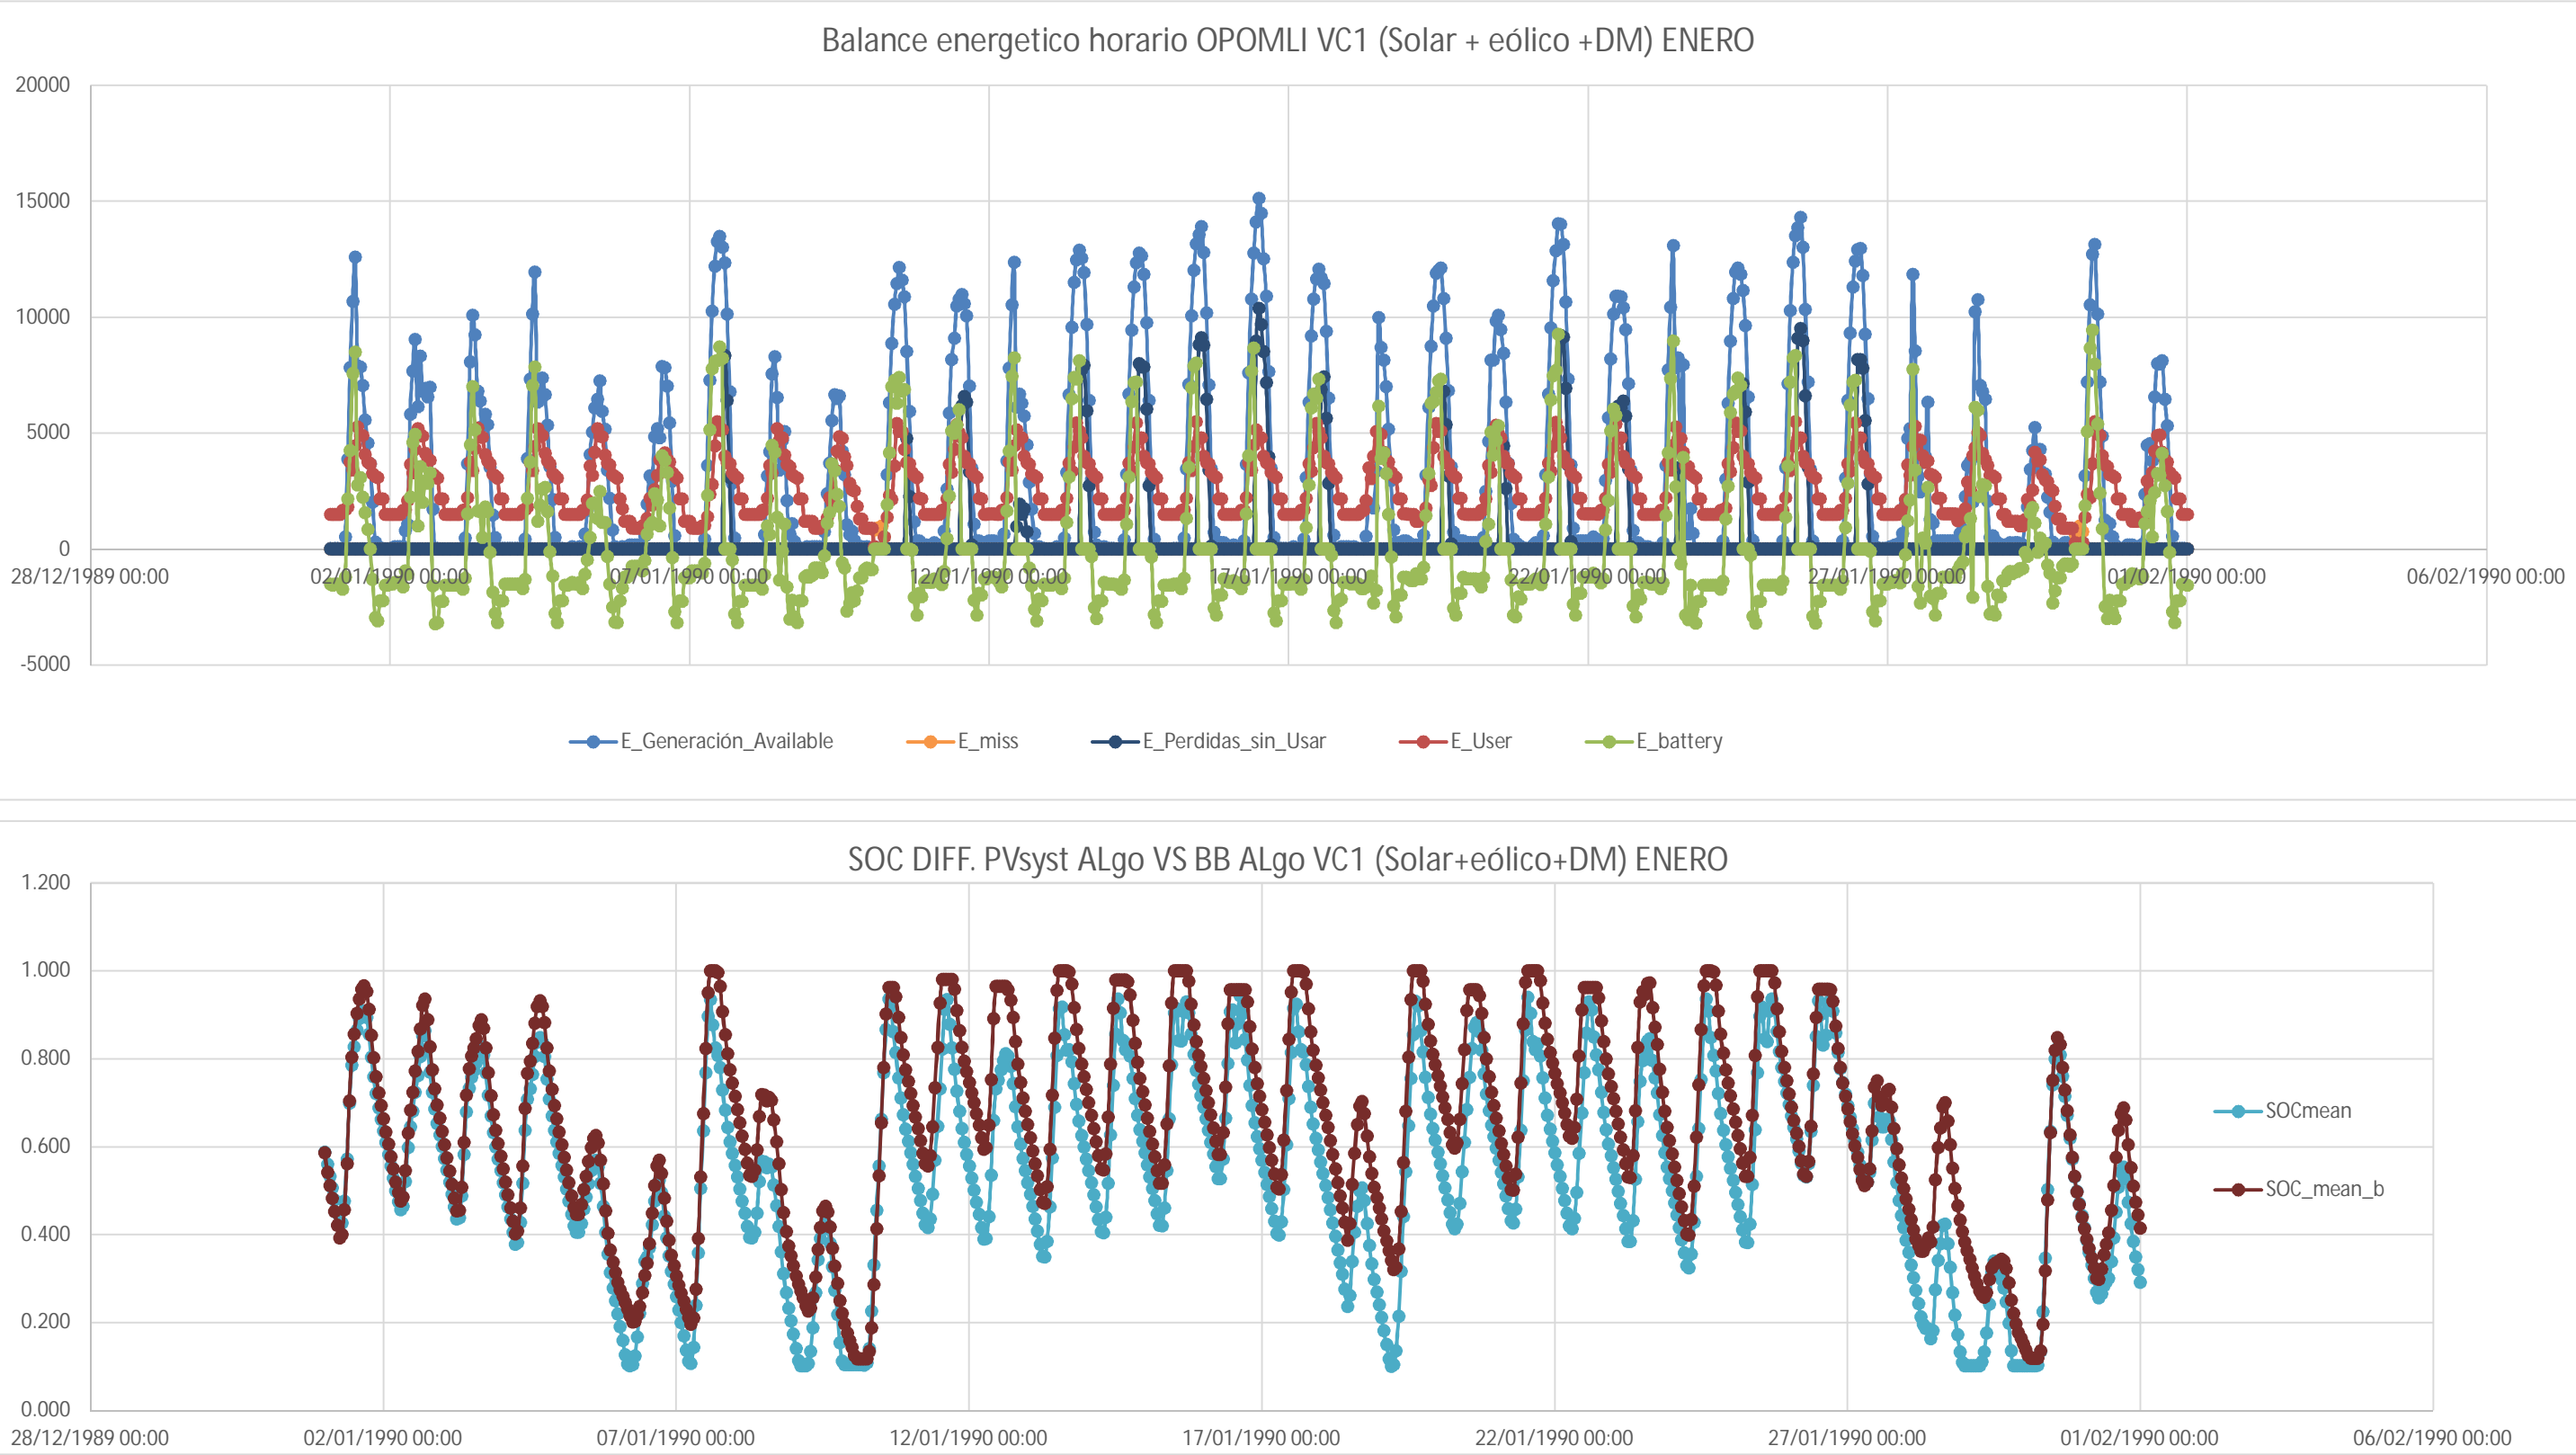 Balance energetico horario OPOMLI VC1 (Solar + eólico +DM) ENERO
20000
15000
10000
5000
0
-5000
28/12/1989 00:00 02/01/1990 00:00 07/01/1990 00:00 12/01/1990 00:00 17/01/1990 00:00 22/01/1990 00:00 27/01/1990 00:00 01/02/1990 00:00 06/02/1990 00:00
E_Generación_Available E_miss E_Perdidas_sin_Usar E_User E_battery
SOC DIFF. PVsyst ALgo VS BB ALgo VC1 (Solar+eólico+DM) ENERO
1.200
1.000
0.800
0.600
0.400
0.200
0.000
SOCmean
SOC_mean_b
28/12/1989 00:00 02/01/1990 00:00 07/01/1990 00:00 12/01/1990 00:00 17/01/1990 00:00 22/01/1990 00:00 27/01/1990 00:00 01/02/1990 00:00 06/02/1990 00:00